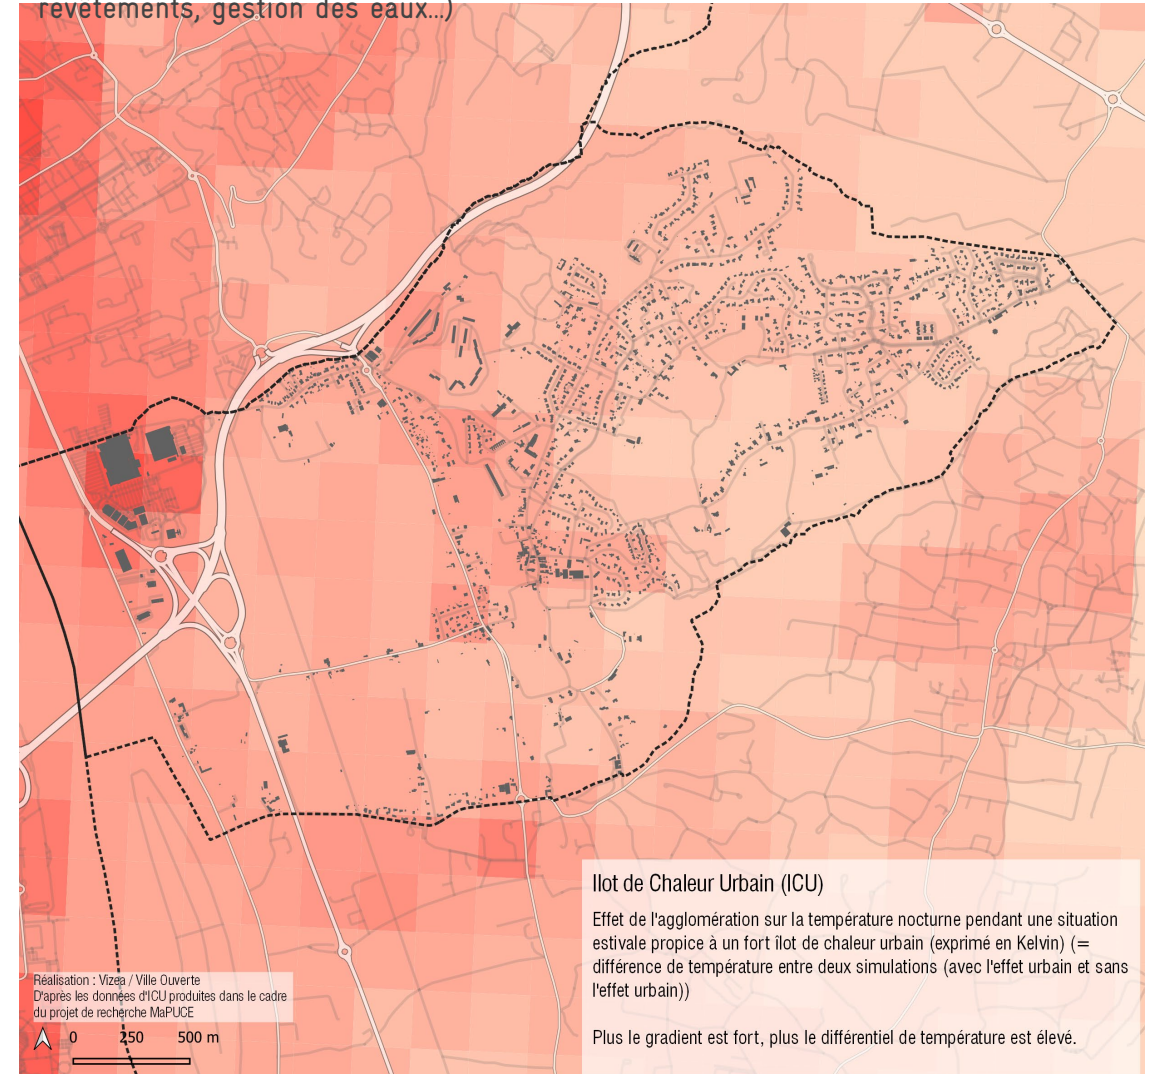 revêtements, gestion des eaux...)
Ilot de Chaleur Urbain (ICU)
Effet de l'agglomération sur la température nocturne pendant une situation
estivale propice à un fort îlot de chaleur urbain (exprimé en Kelvin) (=
différence de température entre deux simulations (avec l'effet urbain et sans
l'effet urbain))
Plus le gradient est fort, plus le différentiel de température est élevé.
Réalisation : Vizea / Ville Ouverte
D'après les données d'ICU produites dans le cadre
du projet de recherche MaPUCE
0 250 500 m